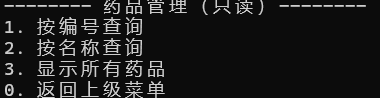 -------- 药品管理 (只读) --------
1. 按编号查询
2. 按名称查询
3. 显示所有药品
0. 返回上级菜单